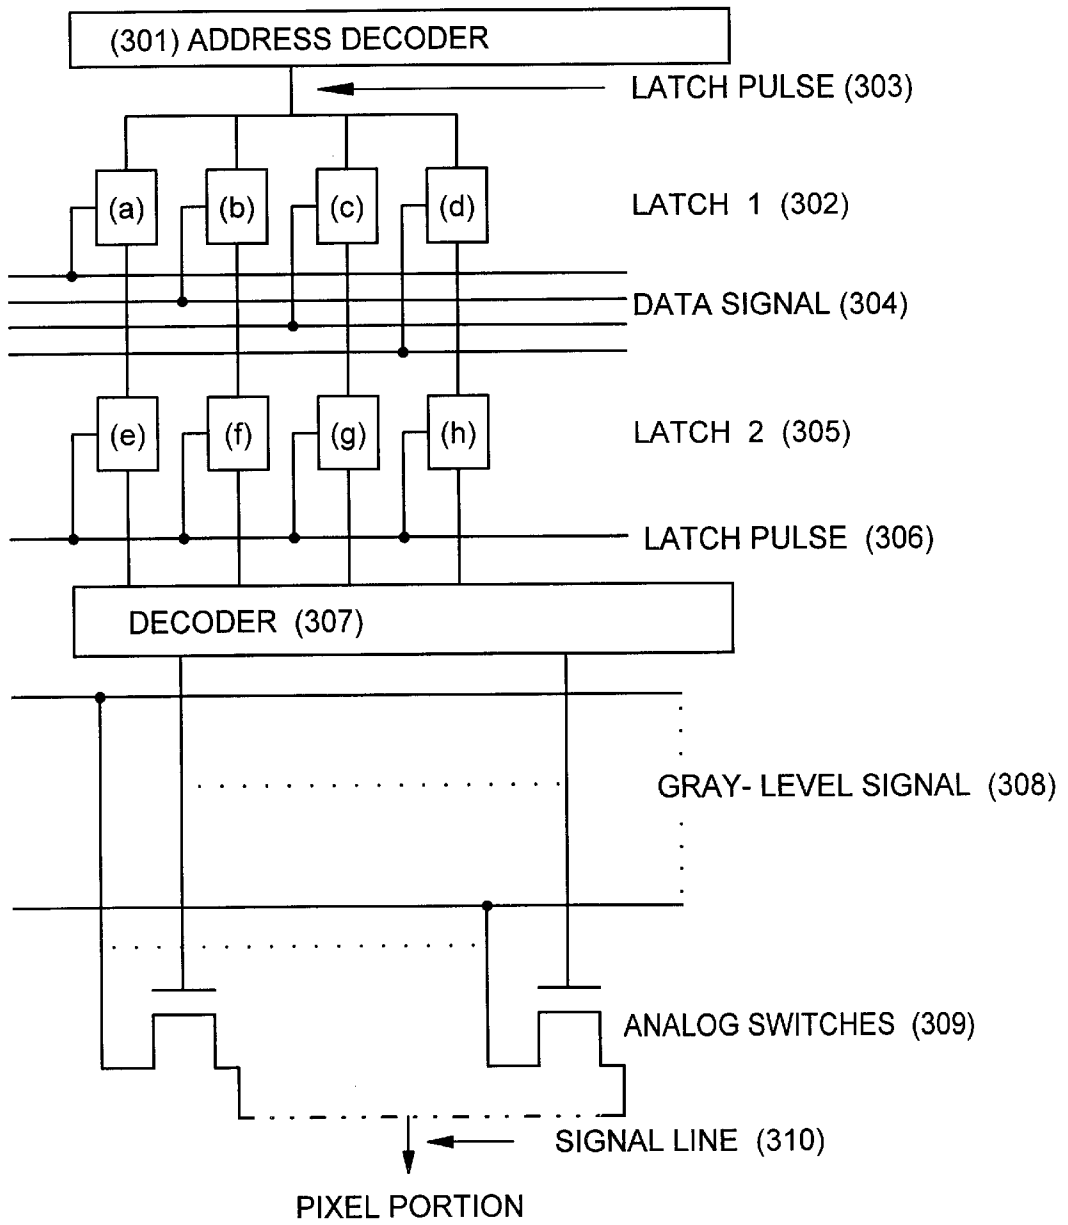 (301) ADDRESS DECODER
LATCH PULSE (303)
(a) (b) (c) (d)
LATCH 1 (302)
DATA SIGNAL (304)
(e) (f) (g) (h)
LATCH 2 (305)
LATCH PULSE (306)
DECODER (307)
GRAY- LEVEL SIGNAL (308)
ANALOG SWITCHES (309)
SIGNAL LINE (310)
PIXEL PORTION